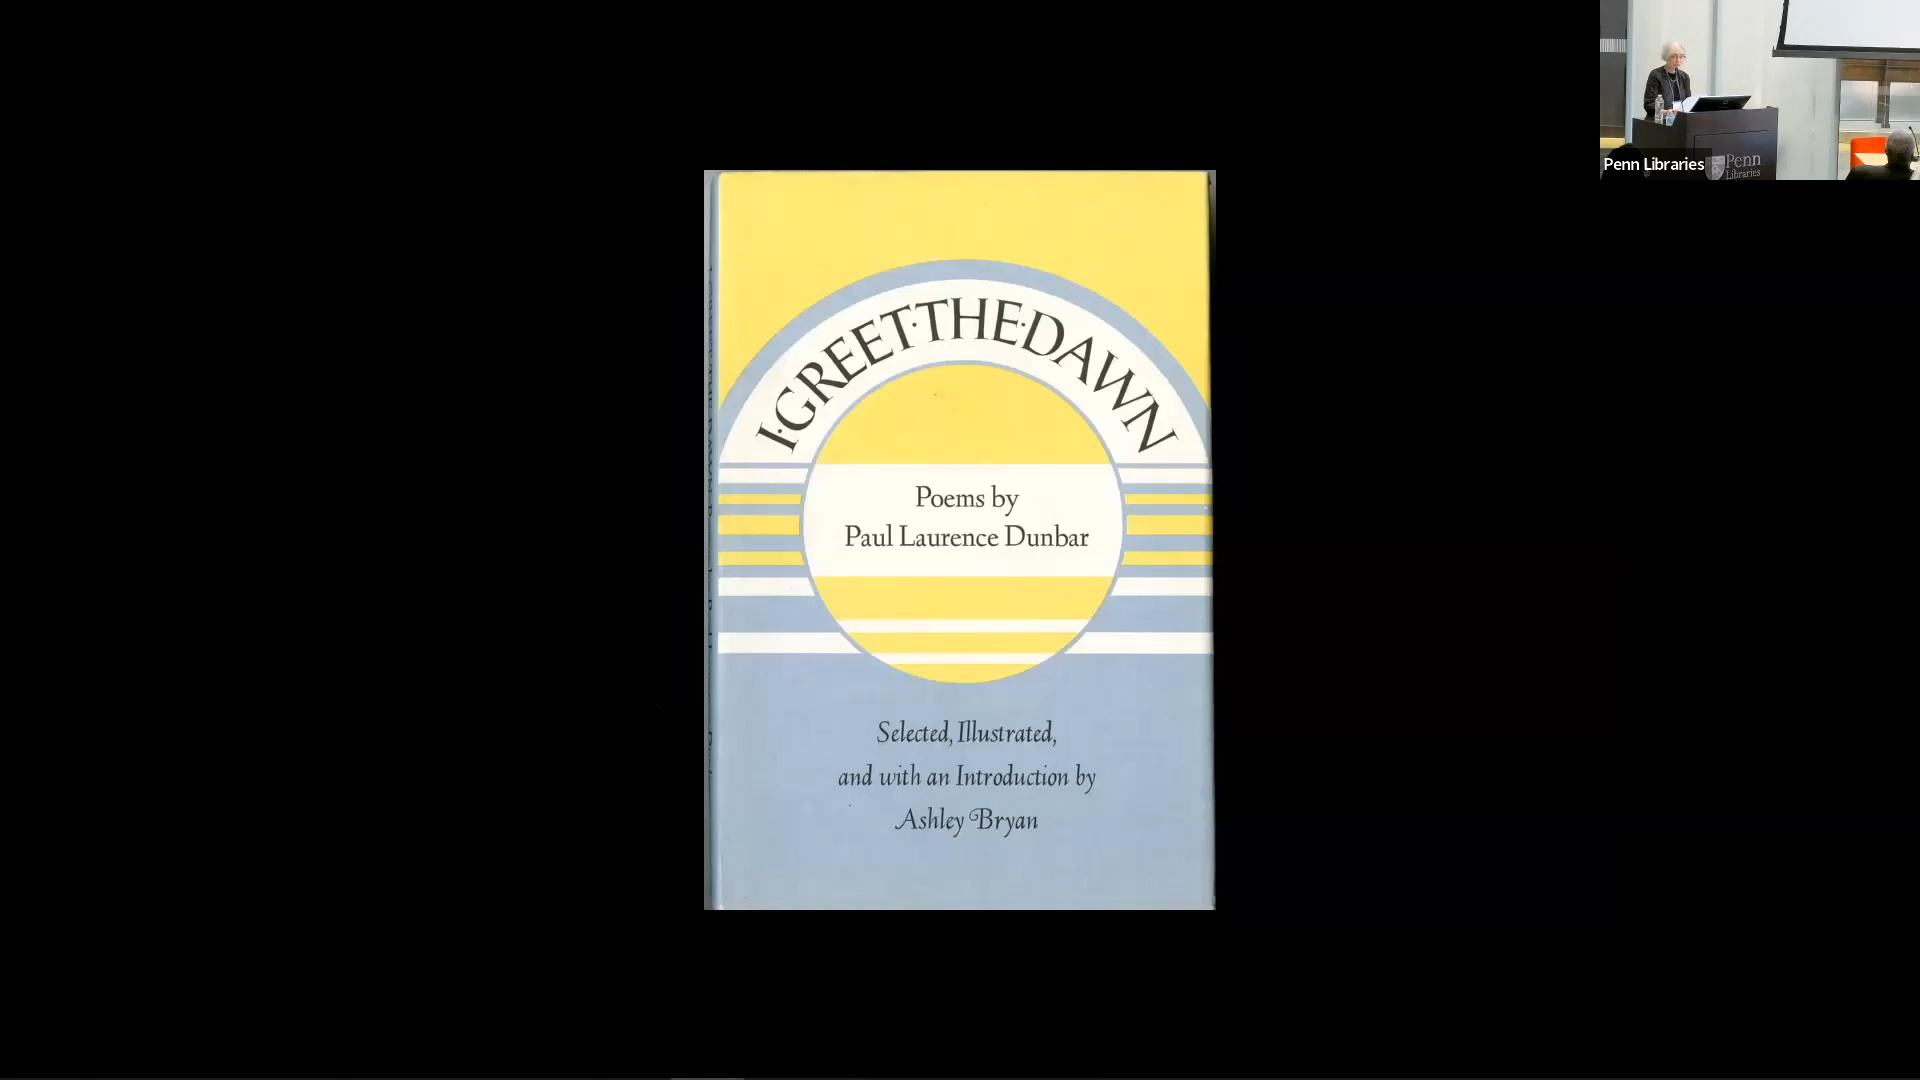 I·GREET·THE·DAWN
Poems by
Paul Laurence Dunbar
Selected, Illustrated,
and with an Introduction by
Ashley Bryan
Penn Libraries
Penn
Libraries